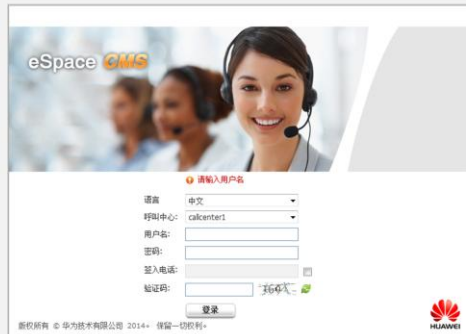 eSpace CMS
请输入用户名
语言 中文
呼叫中心: callcenter1
用户名:
密码:
签入电话:
验证码:
登录
版权所有 © 华为技术有限公司 2014。 保留一切权利。
HUAWEI